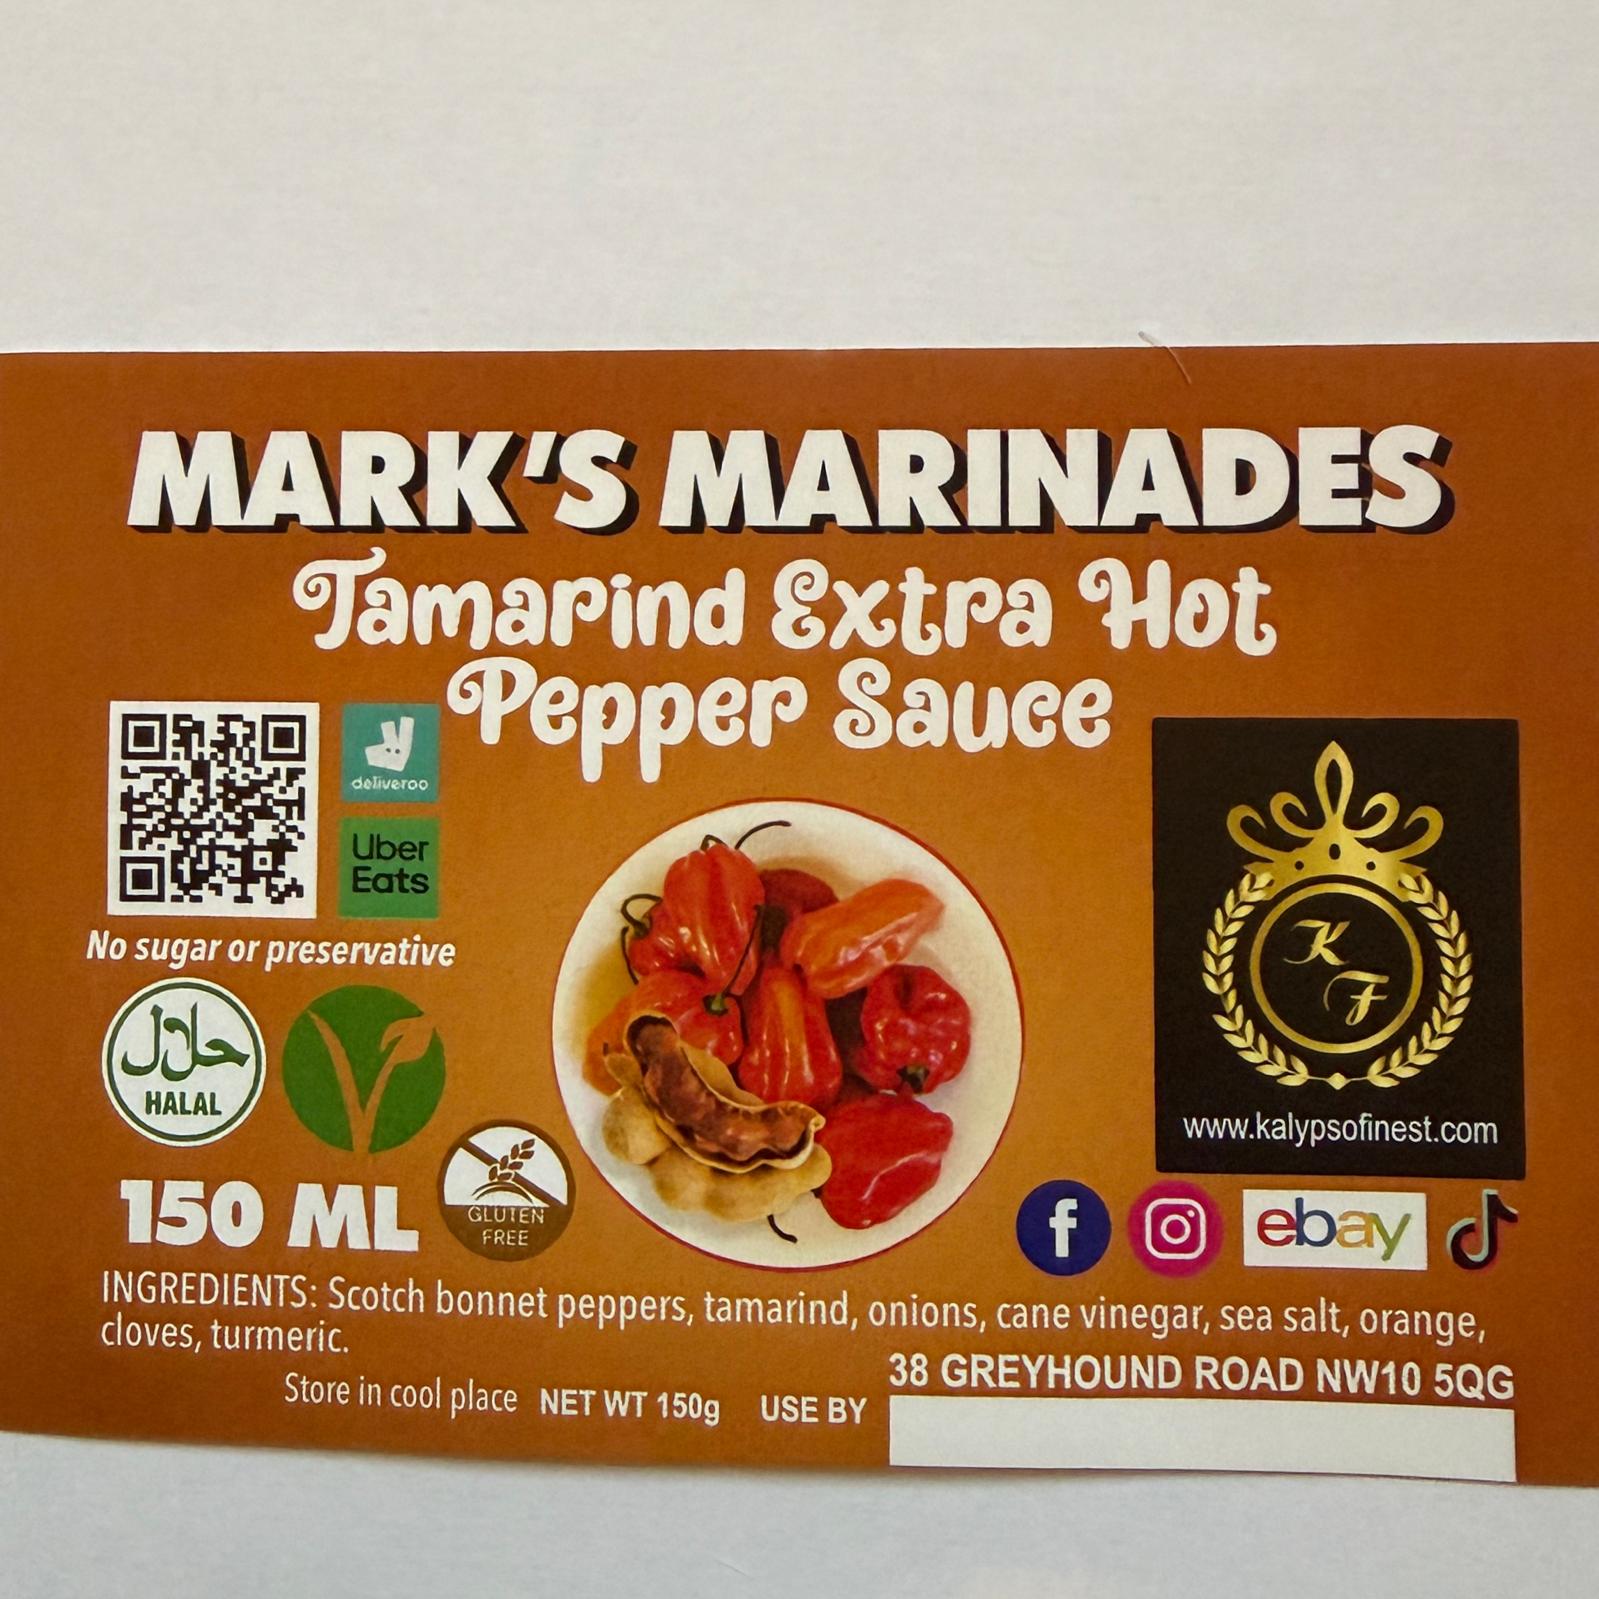 MARK'S MARINADES
Tamarind Extra Hot
Pepper Sauce
deliveroo
Uber
Eats
No sugar or preservative
حلال
HALAL
GLUTEN
FREE
150 ML
K
F
www.kalypsofinest.com
f
ebay
INGREDIENTS: Scotch bonnet peppers, tamarind, onions, cane vinegar, sea salt, orange,
cloves, turmeric.
38 GREYHOUND ROAD NW10 5QG
Store in cool place NET WT 150g USE BY